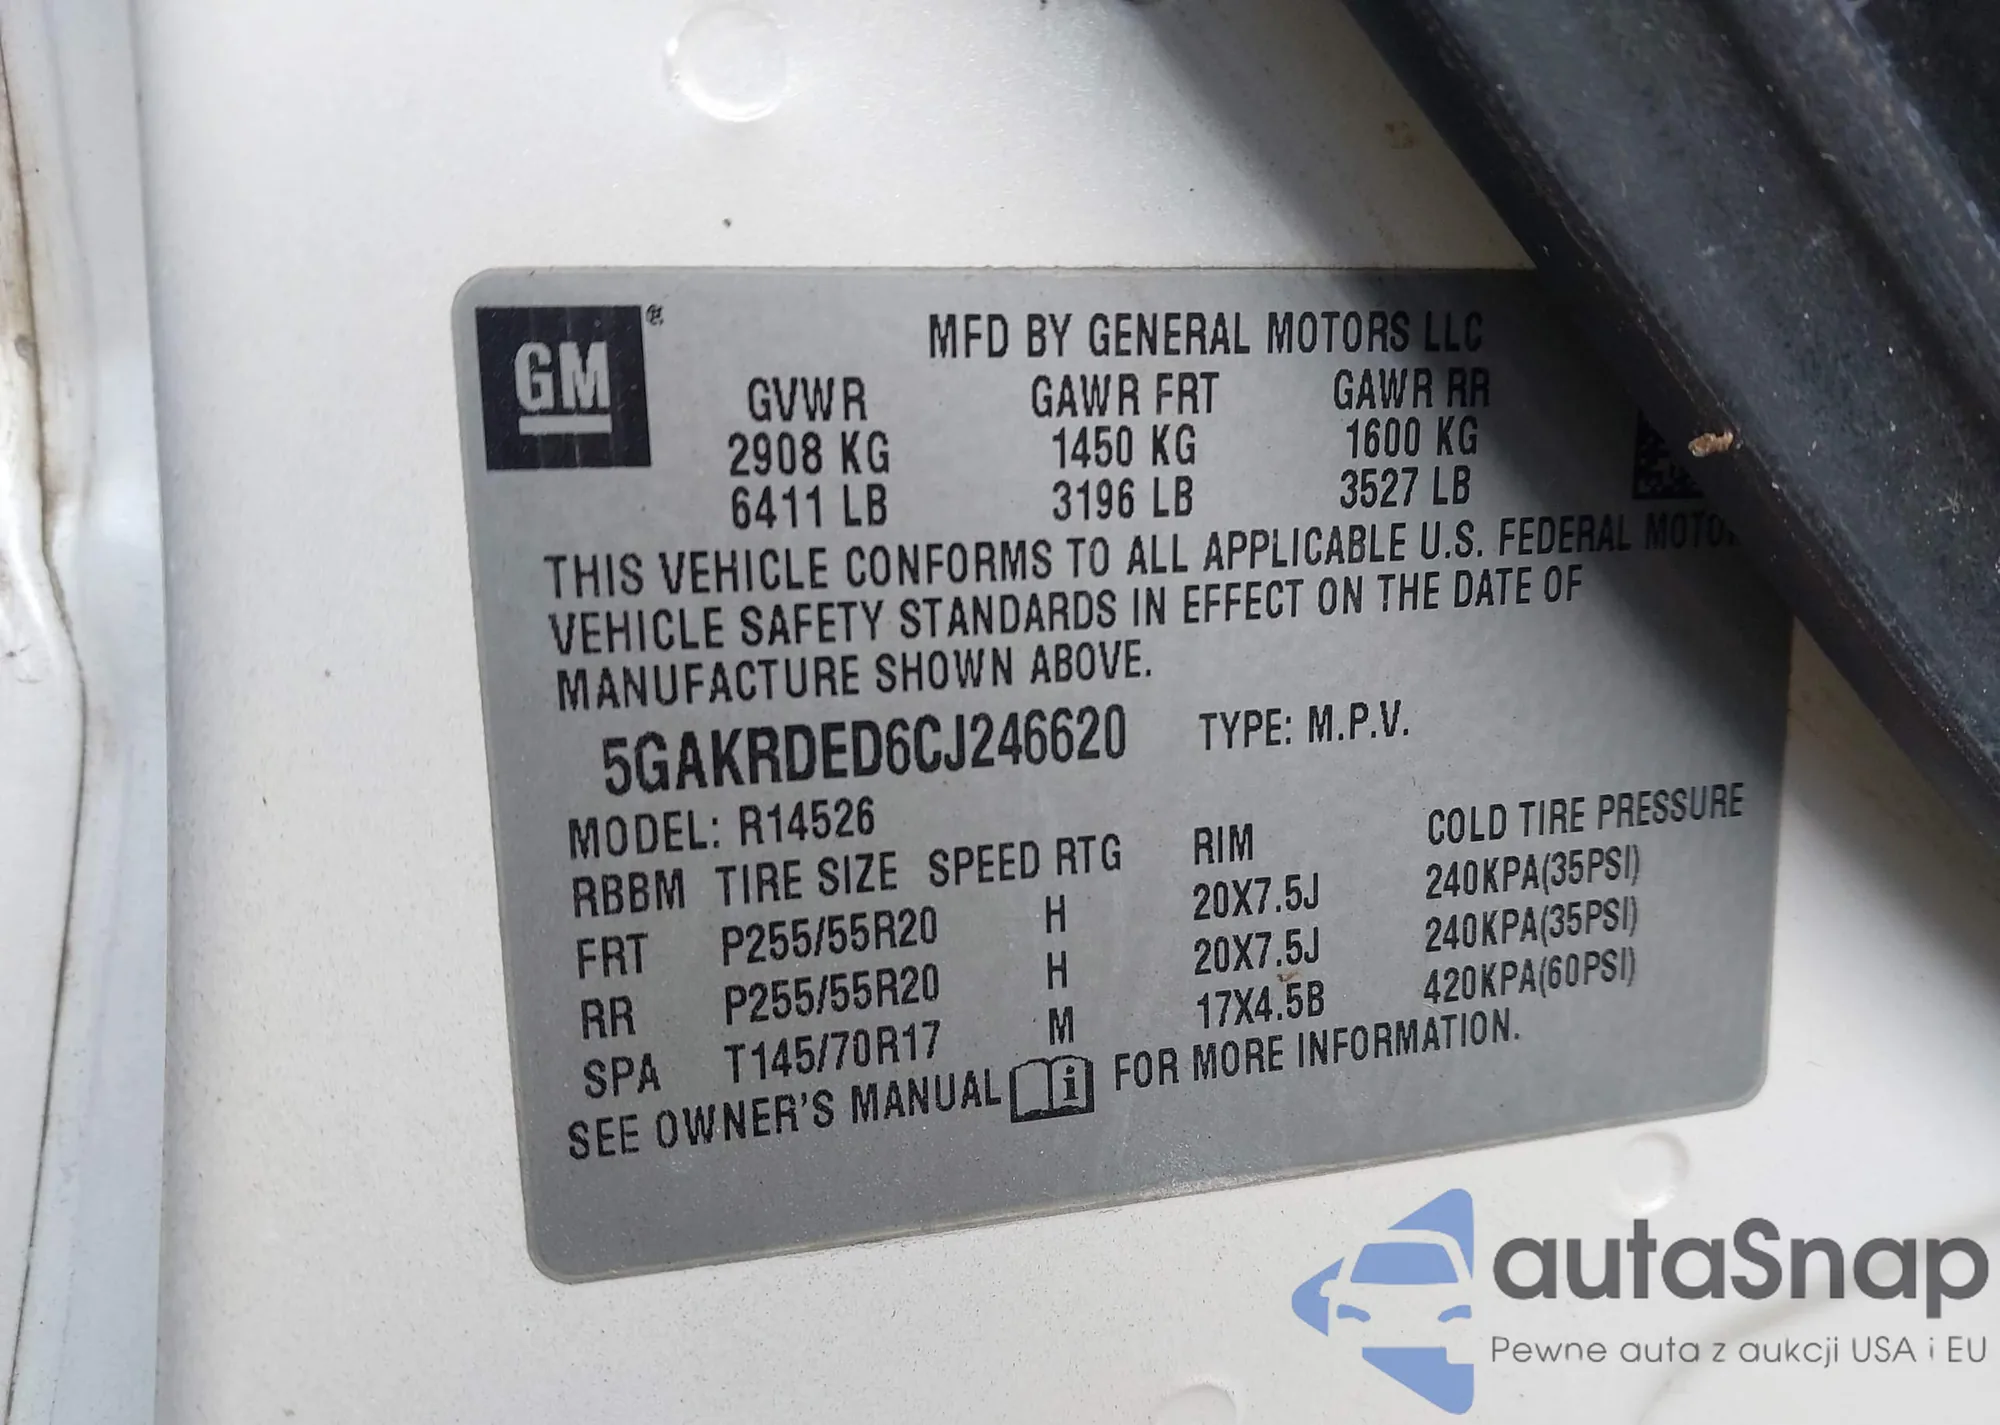 GM®
MFD BY GENERAL MOTORS LLC
GVWR GAWR FRT GAWR RR
2908 KG 1450 KG 1600 KG
6411 LB 3196 LB 3527 LB
THIS VEHICLE CONFORMS TO ALL APPLICABLE U.S. FEDERAL
VEHICLE SAFETY STANDARDS IN EFFECT ON THE DATE OF
MANUFACTURE SHOWN ABOVE.
5GAKRDED6CJ246620 TYPE: M.P.V.
MODEL: R14526
RBBM TIRE SIZE SPEED RTG RIM COLD TIRE PRESSURE
FRT P255/55R20 H 20X7.5J 240KPA(35PSI)
RR P255/55R20 H 20X7.5J 240KPA(35PSI)
SPA T145/70R17 M 17X4.5B 420KPA(60PSI)
SEE OWNER'S MANUAL i FOR MORE INFORMATION.
autaSnap
Pewne auta z aukcji USA i EU